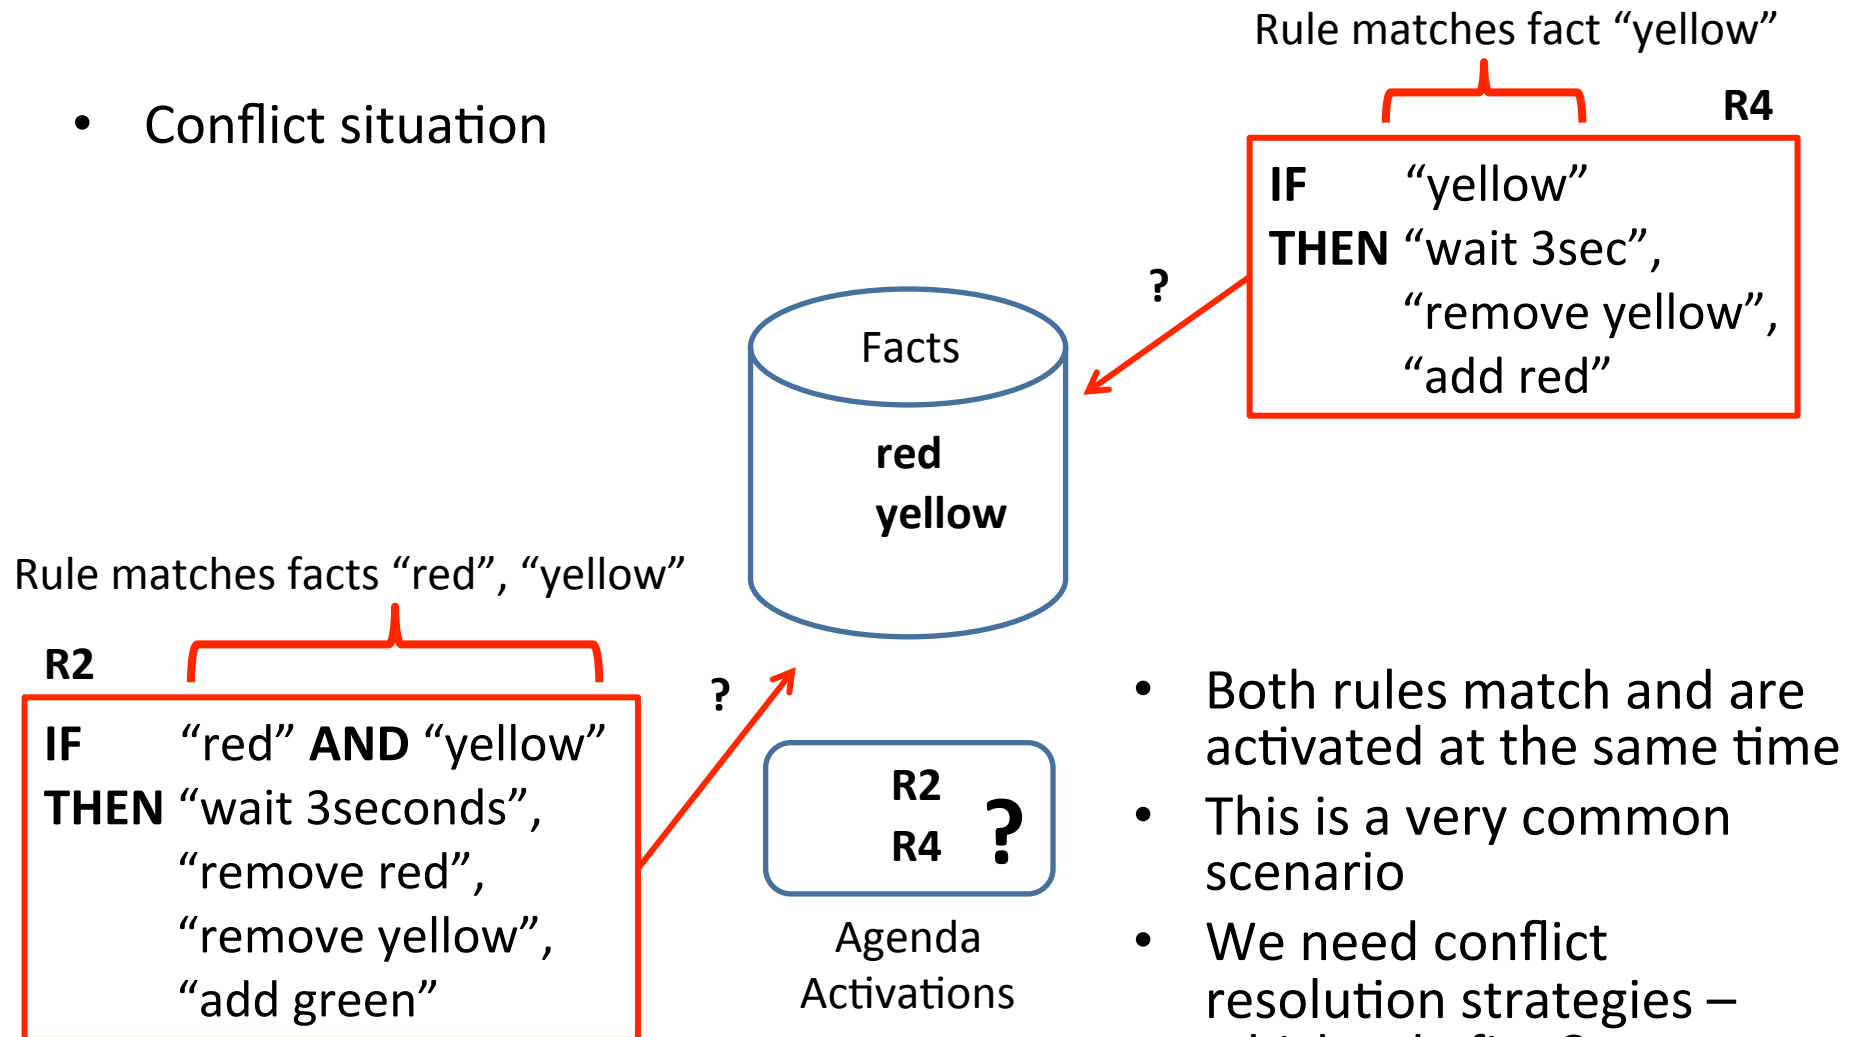 • Conflict situation
Rule matches fact “yellow”
R4
IF “yellow”
THEN “wait 3sec”,
“remove yellow”,
“add red”
?
Facts
red
yellow
Rule matches facts “red”, “yellow”
R2
IF “red” AND “yellow”
THEN “wait 3seconds”,
“remove red”,
“remove yellow”,
“add green”
?
R2
R4
?
Agenda
Activations
• Both rules match and are
activated at the same time
• This is a very common
scenario
• We need conflict
resolution strategies –